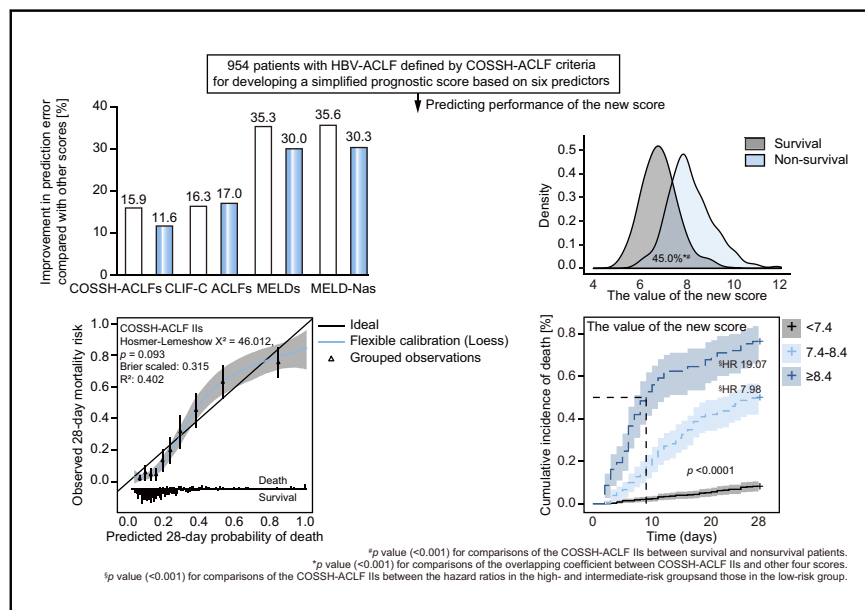 954 patients with HBV-ACLF defined by COSSH-ACLF criteria
for developing a simplified prognostic score based on six predictors
Predicting performance of the new score
Improvement in prediction error
compared with other scores [%]
40
30
20
10
0
15.9
11.6
16.3
17.0
35.3
30.0
35.6
30.3
COSSH-ACLFs CLIF-C ACLFs MELDs MELD-Nas
Density
0.5
0.4
0.3
0.2
0.1
0.0
Survival
Non-survival
45.0%*#
4 6 8 10 12
The value of the new score
Observed 28-day mortality risk
1.0
0.8
0.6
0.4
0.2
0.0
COSSH-ACLF IIs
Hosmer-Lemeshow X² = 46.012,
p = 0.093
Brier scaled: 0.315
R²: 0.402
Ideal
Flexible calibration (Loess)
Grouped observations
Death
Survival
0.0 0.2 0.4 0.6 0.8 1.0
Predicted 28-day probability of death
Cumulative incidence of death [%]
0.8
0.6
0.4
0.2
0.0
The value of the new score
§HR 19.07
§HR 7.98
p <0.0001
<7.4
7.4-8.4
≥8.4
0 10 20 28
Time (days)
#p value (<0.001) for comparisons of the COSSH-ACLF IIs between survival and nonsurvival patients.
*p value (<0.001) for comparisons of the overlapping coefficient between COSSH-ACLF IIs and other four scores.
§p value (<0.001) for comparisons of the COSSH-ACLF IIs between the hazard ratios in the high- and intermediate-risk groupsand those in the low-risk group.